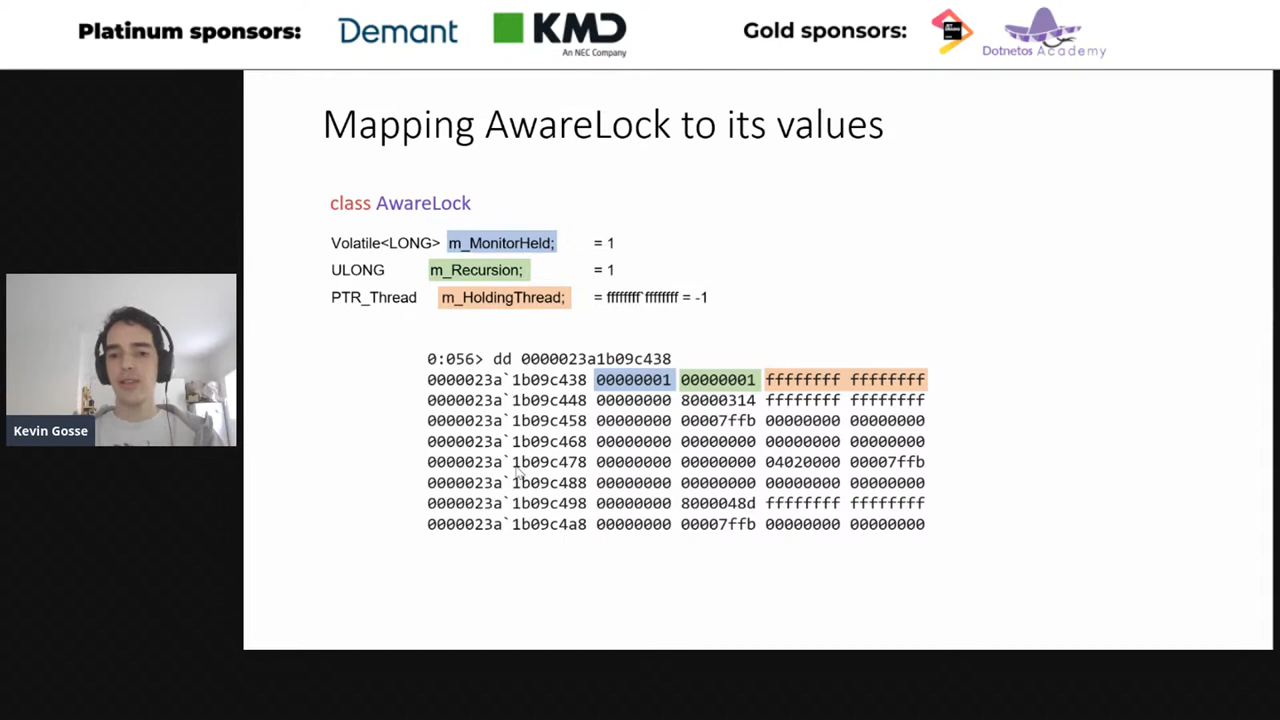 Platinum sponsors: Demant KMD An NEC Company Gold sponsors: Dotnetos Academy
Mapping AwareLock to its values
class AwareLock
Volatile<LONG> m_MonitorHeld; = 1
ULONG m_Recursion; = 1
PTR_Thread m_HoldingThread; = ffffffff`ffffffff = -1
0:056> dd 0000023a1b09c438
0000023a`1b09c438 00000001 00000001 ffffffff ffffffff
0000023a`1b09c448 00000000 80000314 ffffffff ffffffff
0000023a`1b09c458 00000000 00007ffb 00000000 00000000
0000023a`1b09c468 00000000 00000000 00000000 00000000
0000023a`1b09c478 00000000 00000000 04020000 00007ffb
0000023a`1b09c488 00000000 00000000 00000000 00000000
0000023a`1b09c498 00000000 8000048d ffffffff ffffffff
0000023a`1b09c4a8 00000000 00007ffb 00000000 00000000
Kevin Gosse